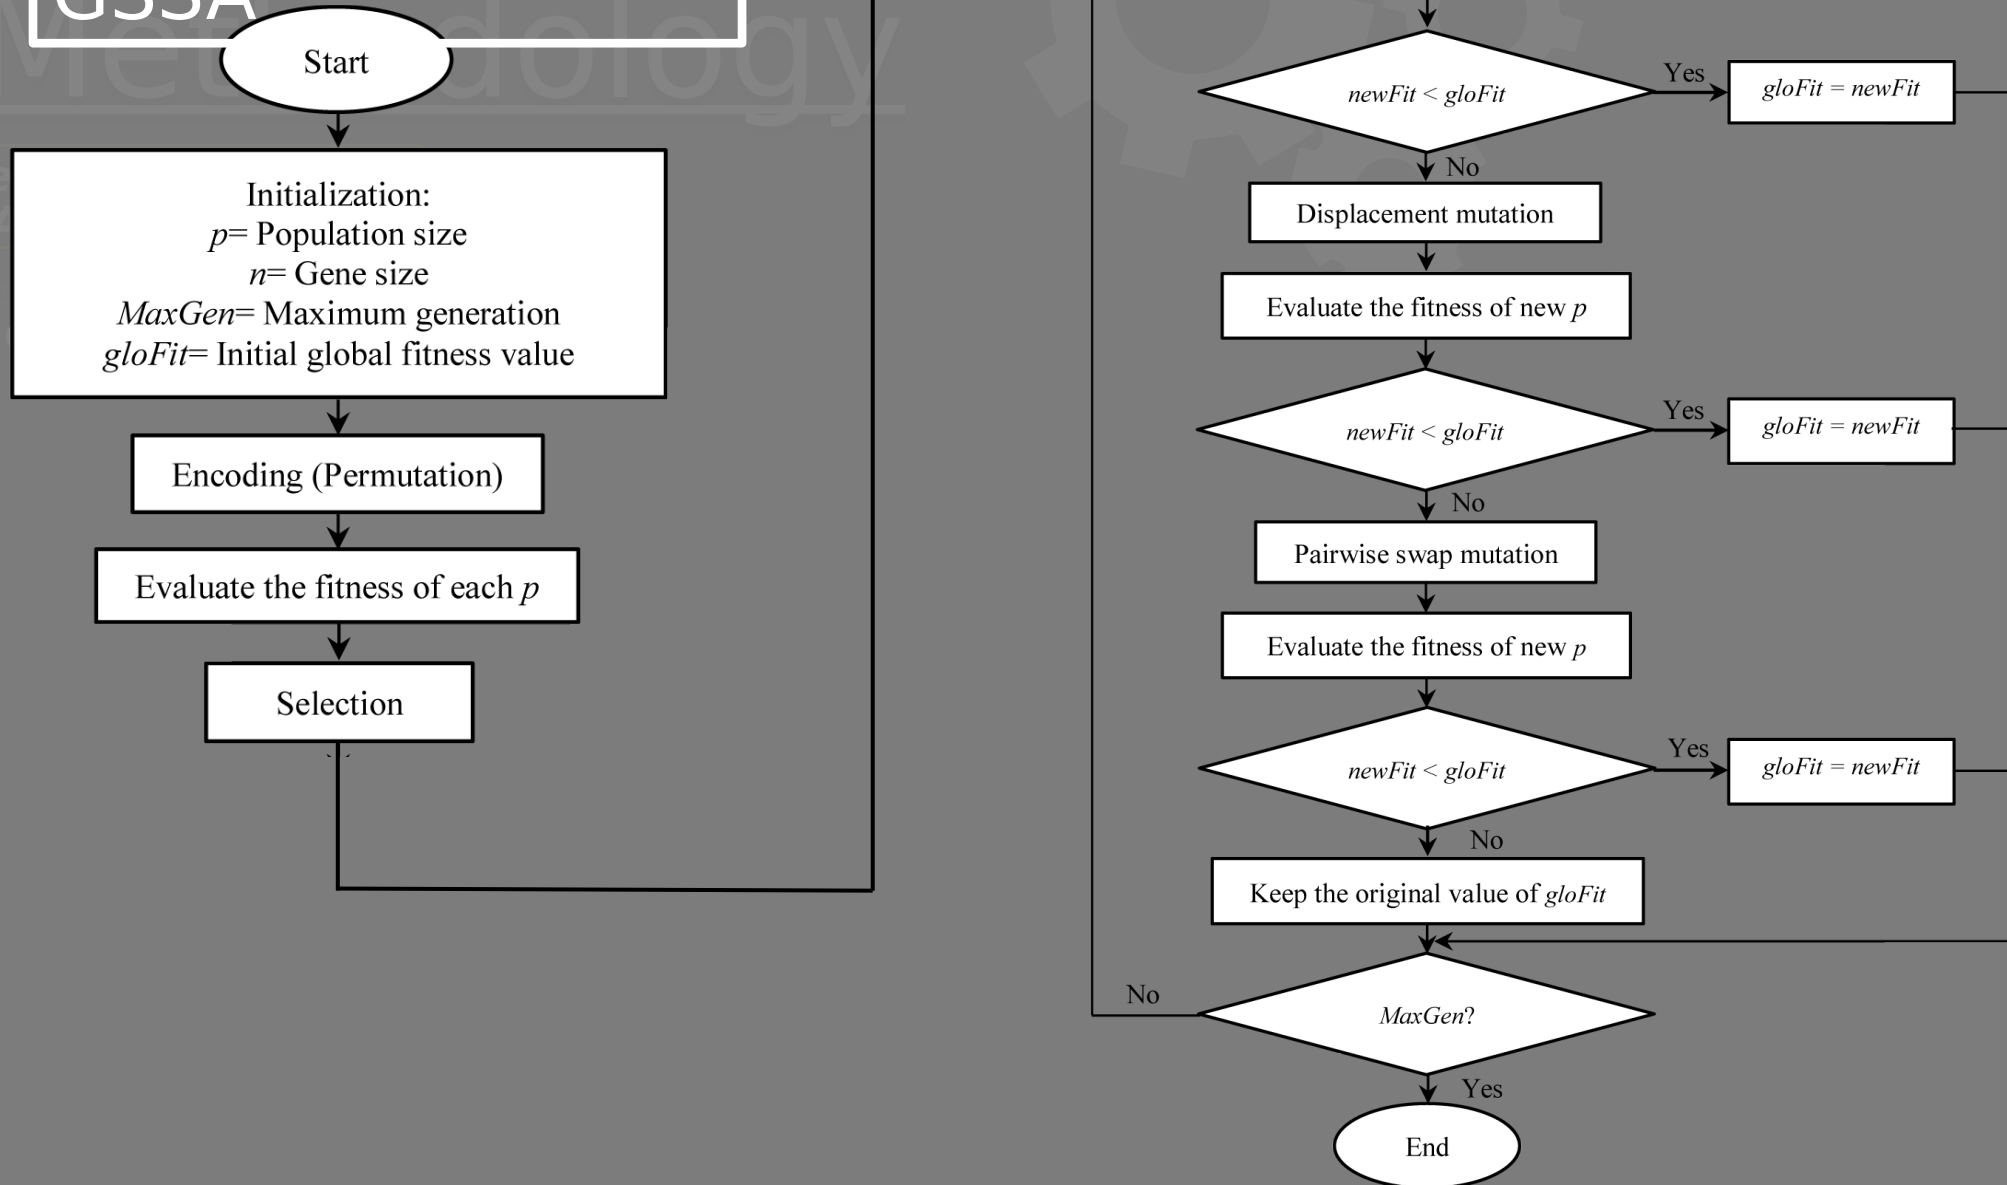 GSSA
Methodology
Start
Initialization:
p= Population size
n= Gene size
MaxGen= Maximum generation
gloFit= Initial global fitness value
Encoding (Permutation)
Evaluate the fitness of each p
Selection
newFit < gloFit
Yes
gloFit = newFit
No
Displacement mutation
Evaluate the fitness of new p
newFit < gloFit
Yes
gloFit = newFit
No
Pairwise swap mutation
Evaluate the fitness of new p
newFit < gloFit
Yes
gloFit = newFit
No
Keep the original value of gloFit
No
MaxGen?
Yes
End